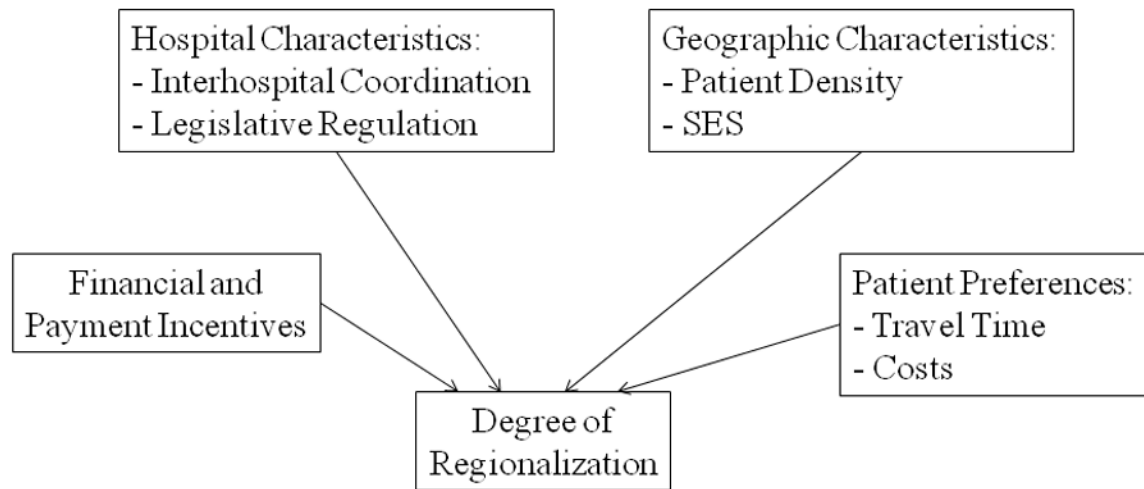 Hospital Characteristics:
- Interhospital Coordination
- Legislative Regulation
Geographic Characteristics:
- Patient Density
- SES
Financial and
Payment Incentives
Patient Preferences:
- Travel Time
- Costs
Degree of
Regionalization